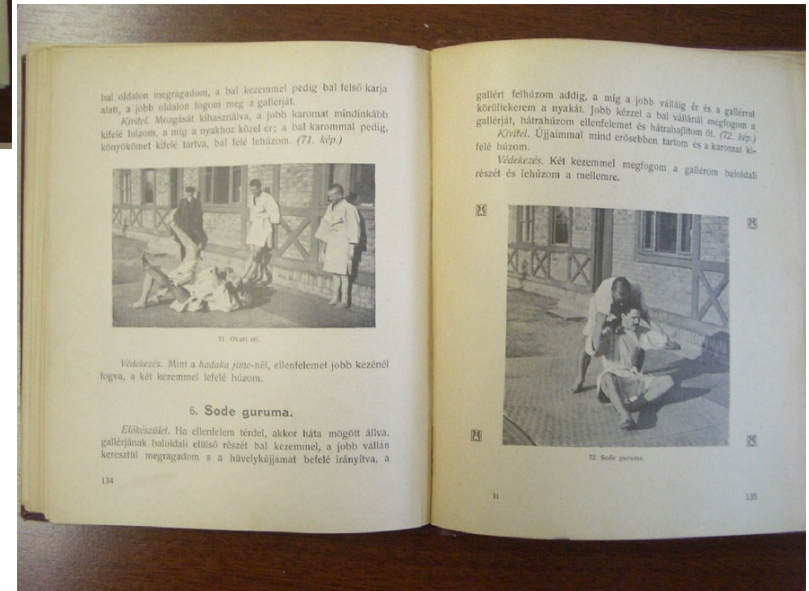 bal oldalon megragadom, a bal kezemmel pedig bal felső karja
alatt, a jobb oldalon fogom meg a gallérját.
Kivitel. Mozgását kihasználva, a jobb karomat mindinkább
kifelé húzom, a míg a nyakhoz közel ér; a bal karommal pedig,
könyökömet kifelé tartva, bal felé lehúzom. (71. kép.)
71. Okuri eri.
Védekezés. Mint a hadaka jime-nél, ellenfelemet jobb kezénél
fogva, a két kezemmel lefelé húzom.
6. Sode guruma.
Előkészület. Ha ellenfelem térdel, akkor háta mögött állva,
gallérjának baloldali elülső részét bal kezemmel, a jobb vállán
keresztül megragadom s a hüvelykújjamat befelé irányítva, a
134
gallért felhúzom addig, a míg a jobb válláig ér és a gallérral
körültekerem a nyakát. Jobb kézzel a bal vállánál megfogom a
gallérját, hátrahúzom ellenfelemet és hátrahajlítom őt. (72. kép.)
Kivitel. Újjaimmal mind erősebben tartom és a karomat ki-
felé húzom.
Védekezés. Két kezemmel megfogom a gallérom baloldali
részét és lehúzom a mellemre.
72. Sode guruma.
11
135